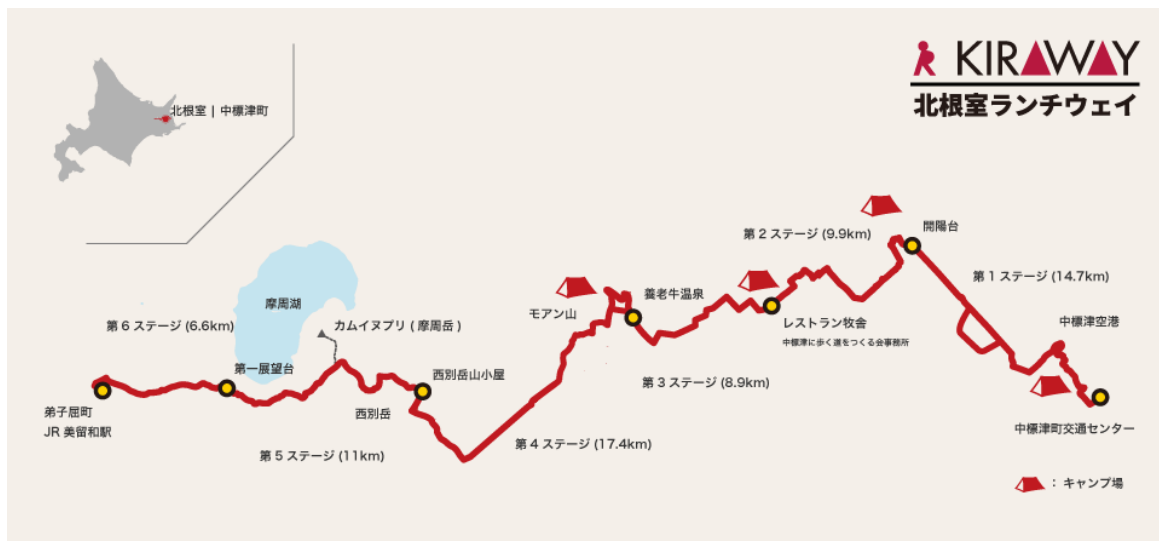 KIRAWAY
北根室ランチウェイ
北根室 | 中標津町
開陽台
第2ステージ (9.9km)
第1ステージ (14.7km)
摩周湖
養老牛温泉
モアン山
カムイヌプリ ( 摩周岳 )
第6ステージ (6.6km)
レストラン牧舎
中標津に歩く道をつくる会事務所
中標津空港
第一展望台
西別岳山小屋
第3ステージ (8.9km)
弟子屈町
JR 美留和駅
西別岳
中標津町交通センター
第4ステージ (17.4km)
第5ステージ (11km)
： キャンプ場